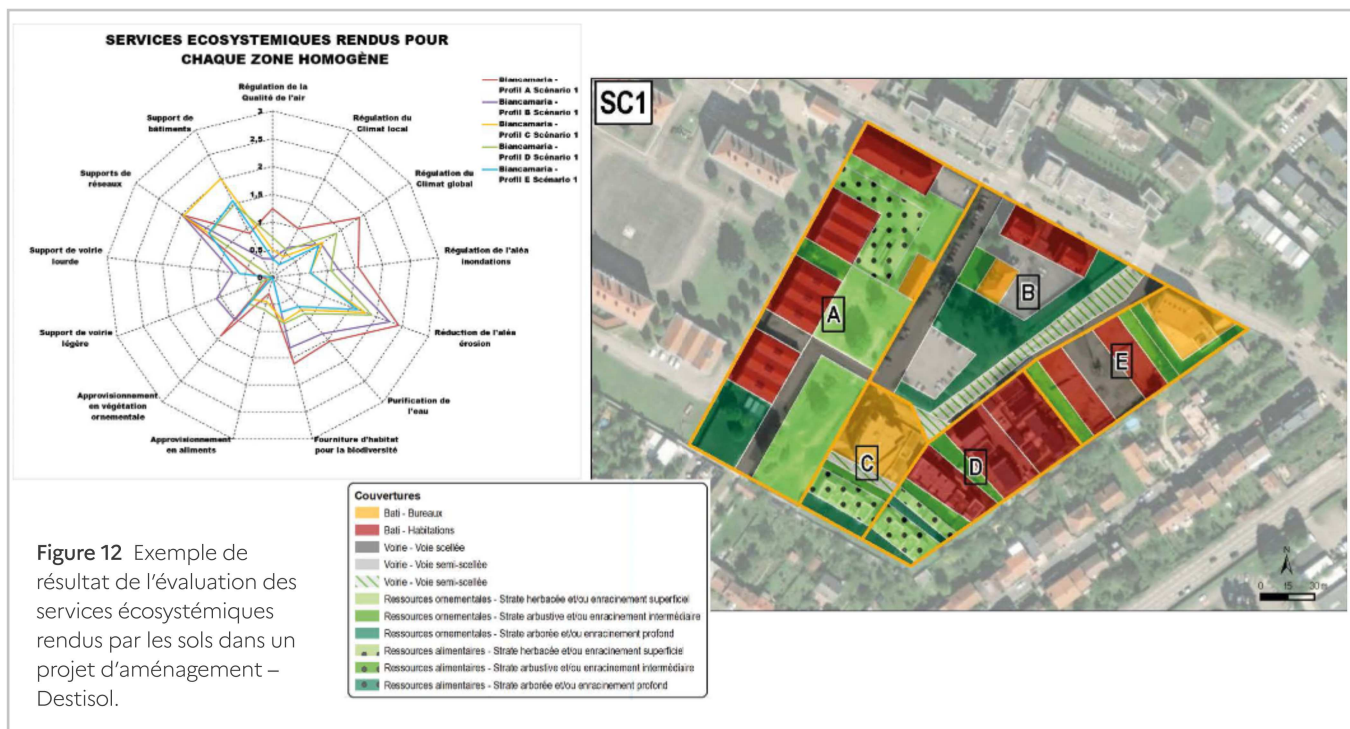 SERVICES ECOSYSTEMIQUES RENDUS POUR
CHAQUE ZONE HOMOGÈNE
Régulation de la
Qualité de l'air
Régulation du
Climat local
Régulation du
Climat global
Régulation de l'aléa
inondations
Réduction de l'aléa
érosion
Purification de
l'eau
Fourniture d'habitat
pour la biodiversité
Approvisionnement
en aliments
Approvisionnement
en végétation
ornementale
Support de voirie
légère
Support de voirie
lourde
Supports de
réseaux
Support de
bâtiments
3
2,5
2
1,5
1
0,5
0
Biancamaria -
Profil A Scénario 1
Biancamaria -
Profil B Scénario 1
Biancamaria -
Profil C Scénario 1
Biancamaria -
Profil D Scénario 1
Biancamaria -
Profil E Scénario 1
SC1
A
B
C
D
E
N
0 15 30 m
Couvertures
Bati - Bureaux
Bati - Habitations
Voirie - Voie scellée
Voirie - Voie semi-scellée
Voirie - Voie semi-scellée
Ressources ornementales - Strate herbacée et/ou enracinement superficiel
Ressources ornementales - Strate arbustive et/ou enracinement intermédiaire
Ressources ornementales - Strate arborée et/ou enracinement profond
Ressources alimentaires - Strate herbacée et/ou enracinement superficiel
Ressources alimentaires - Strate arbustive et/ou enracinement intermédiaire
Ressources alimentaires - Strate arborée et/ou enracinement profond
Figure 12 Exemple de
résultat de l'évaluation des
services écosystémiques
rendus par les sols dans un
projet d'aménagement –
Destisol.